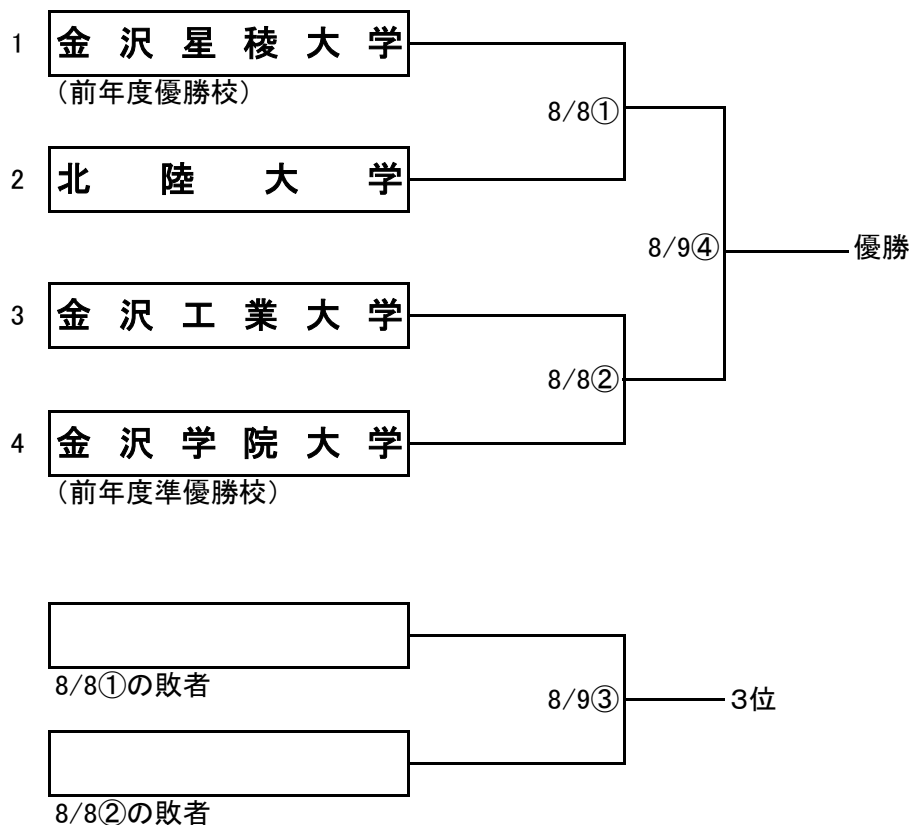 1 金沢星稜大学
（前年度優勝校）
8/8①
2 北陸大学
8/9④ 優勝
3 金沢工業大学
8/8②
4 金沢学院大学
（前年度準優勝校）
8/8①の敗者
8/9③ 3位
8/8②の敗者